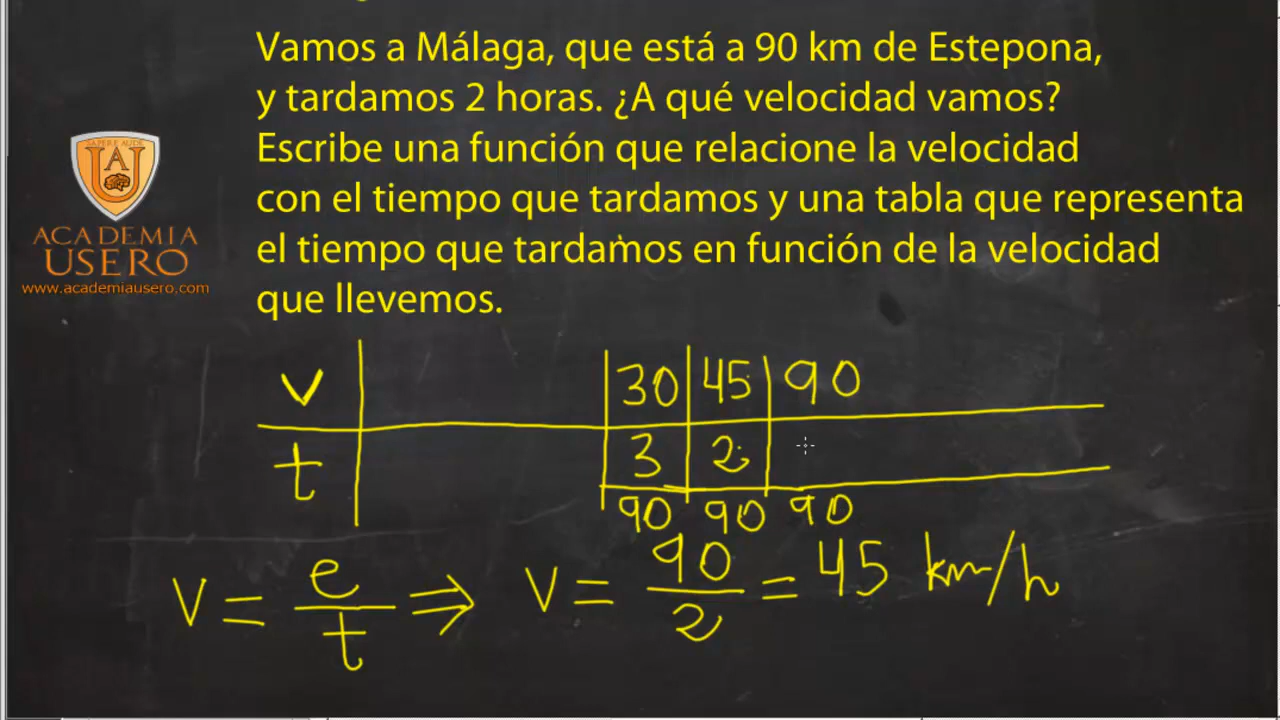 Vamos a Málaga, que está a 90 km de Estepona,
y tardamos 2 horas. ¿A qué velocidad vamos?
Escribe una función que relacione la velocidad
con el tiempo que tardamos y una tabla que representa
el tiempo que tardamos en función de la velocidad
que llevemos.
SAPERE AUDE
UAJ
ACADEMIA
USERO
www.academiausero.com
v 30 45 90
t 3 2
90 90 90
v = e/t ⇒ v = 90/2 = 45 km/h